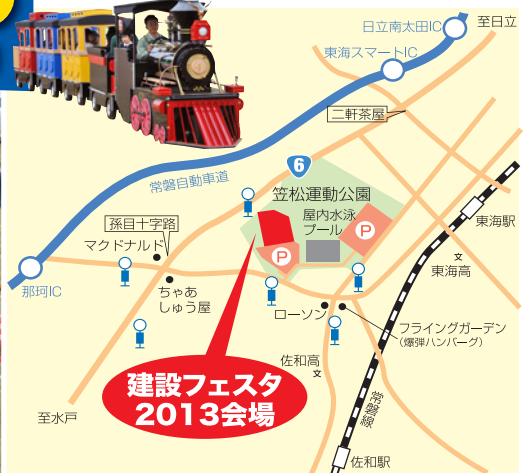 日立南太田IC
至日立
東海スマートIC
二軒茶屋
6
常磐自動車道
笠松運動公園
屋内水泳
プール
P
P
孫目十字路
マクドナルド
東海駅
文
東海高
那珂IC
ちゃあ
しゅう屋
ローソン
フライングガーデン
(爆弾ハンバーグ)
佐和高
文
建設フェスタ
2013会場
至水戸
常磐線
佐和駅